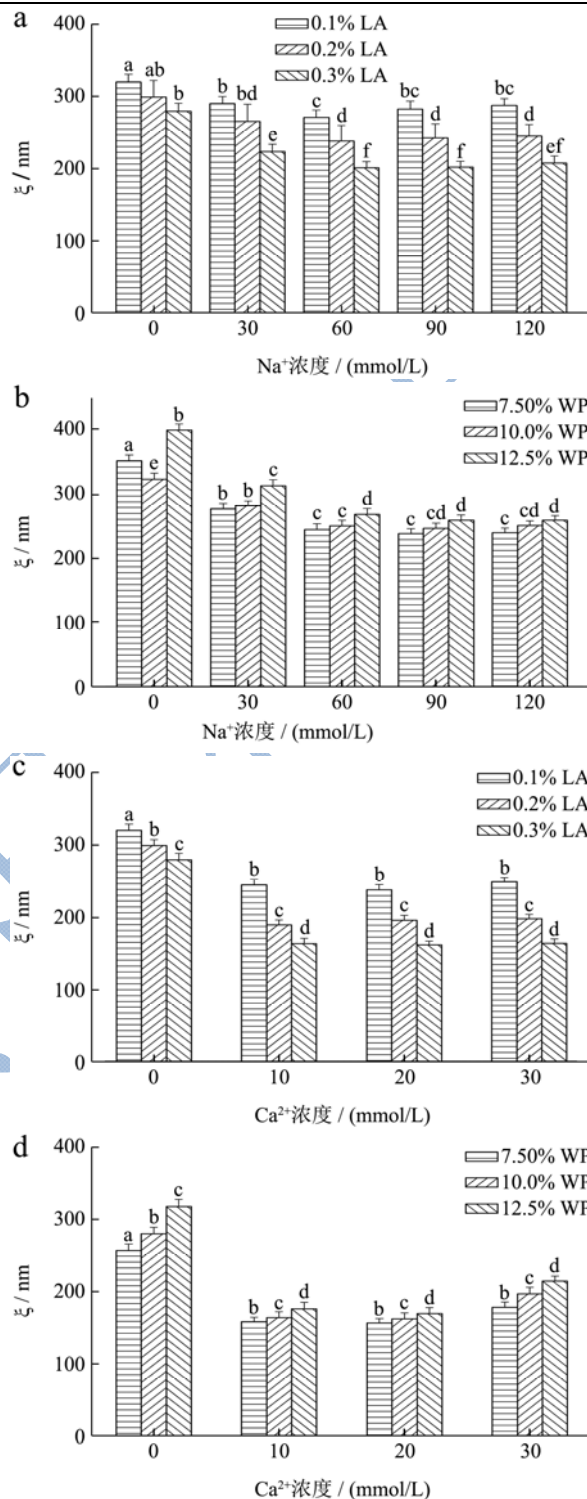 a
400
300
200
100
0
ξ / nm
0.1% LA
0.2% LA
0.3% LA
a ab b
b bd e
c d f
bc d f
bc d ef
0 30 60 90 120
Na⁺浓度 / (mmol/L)
b
400
300
200
100
0
ξ / nm
7.50% WP
10.0% WP
12.5% WP
a e b
b b c
c c d
c cd d
c cd d
0 30 60 90 120
Na⁺浓度 / (mmol/L)
c
400
300
200
100
0
ξ / nm
0.1% LA
0.2% LA
0.3% LA
a b c
b c d
b c d
b c d
0 10 20 30
Ca²⁺浓度 / (mmol/L)
d
400
300
200
100
0
ξ / nm
7.50% WP
10.0% WP
12.5% WP
a b c
b c d
b c d
b c d
0 10 20 30
Ca²⁺浓度 / (mmol/L)